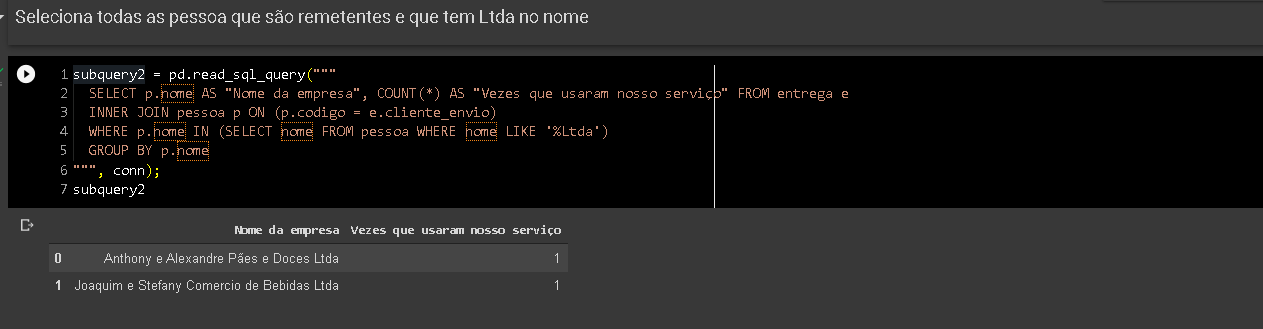 Seleciona todas as pessoa que são remetentes e que tem Ltda no nome
1 subquery2 = pd.read_sql_query("""
2 SELECT p.nome AS "Nome da empresa", COUNT(*) AS "Vezes que usaram nosso serviço" FROM entrega e
3 INNER JOIN pessoa p ON (p.codigo = e.cliente_envio)
4 WHERE p.nome IN (SELECT nome FROM pessoa WHERE nome LIKE '%Ltda')
5 GROUP BY p.nome
6 """, conn);
7 subquery2
Nome da empresa Vezes que usaram nosso serviço
0 Anthony e Alexandre Pães e Doces Ltda 1
1 Joaquim e Stefany Comercio de Bebidas Ltda 1